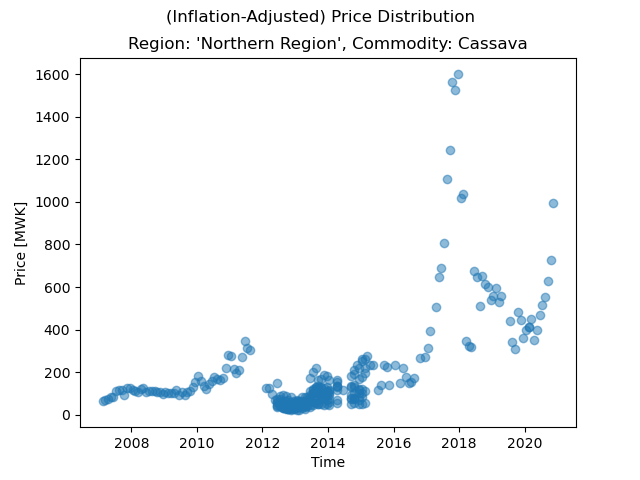 (Inflation-Adjusted) Price Distribution
Region: 'Northern Region', Commodity: Cassava
1600
1400
1200
1000
800
600
400
200
0
Price [MWK]
2008 2010 2012 2014 2016 2018 2020
Time